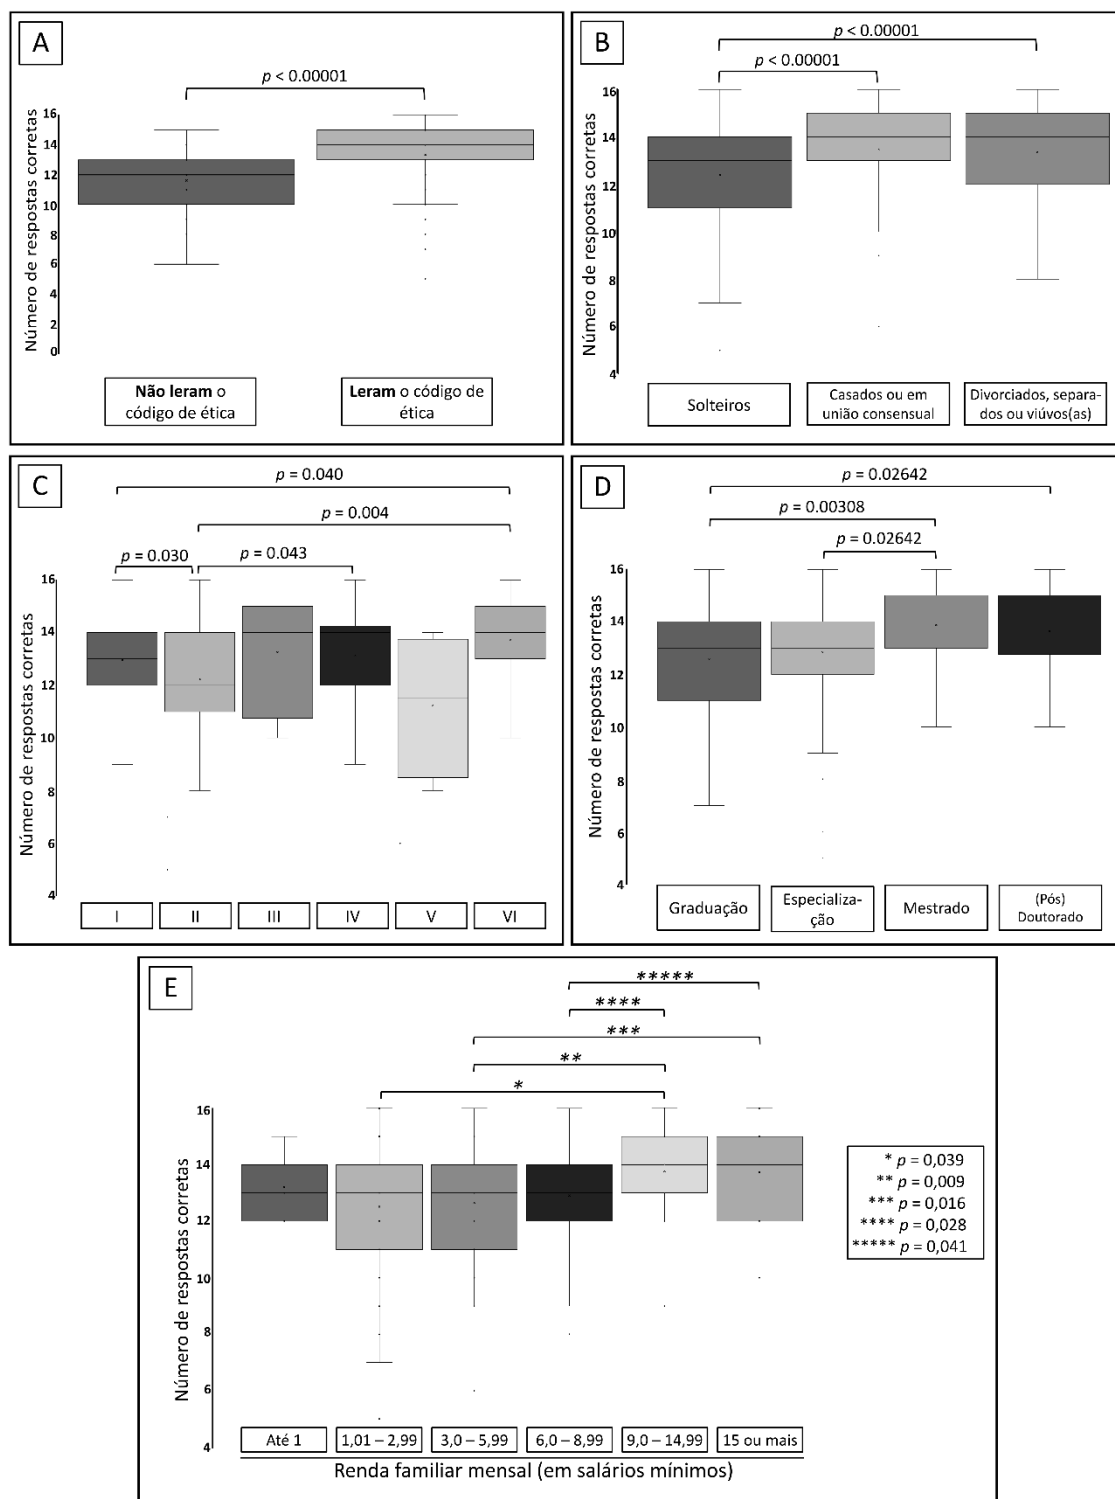 A
p < 0.00001
Número de respostas corretas
16
14
12
10
8
6
4
2
0
Não leram o
código de ética
Leram o código de
ética
B
p < 0.00001
p < 0.00001
Número de respostas corretas
16
14
12
10
8
6
4
Solteiros
Casados ou em
união consensual
Divorciados, separa-
dos ou viúvos(as)
C
p = 0.040
p = 0.004
p = 0.030
p = 0.043
Número de respostas corretas
16
14
12
10
8
6
4
I
II
III
IV
V
VI
D
p = 0.02642
p = 0.00308
p = 0.02642
Número de respostas corretas
16
14
12
10
8
6
4
Graduação
Especializa-
ção
Mestrado
(Pós)
Doutorado
E
*****
****
***
**
*
Número de respostas corretas
16
14
12
10
8
6
4
* p = 0,039
** p = 0,009
*** p = 0,016
**** p = 0,028
***** p = 0,041
Até 1
1,01 – 2,99
3,0 – 5,99
6,0 – 8,99
9,0 – 14,99
15 ou mais
Renda familiar mensal (em salários mínimos)